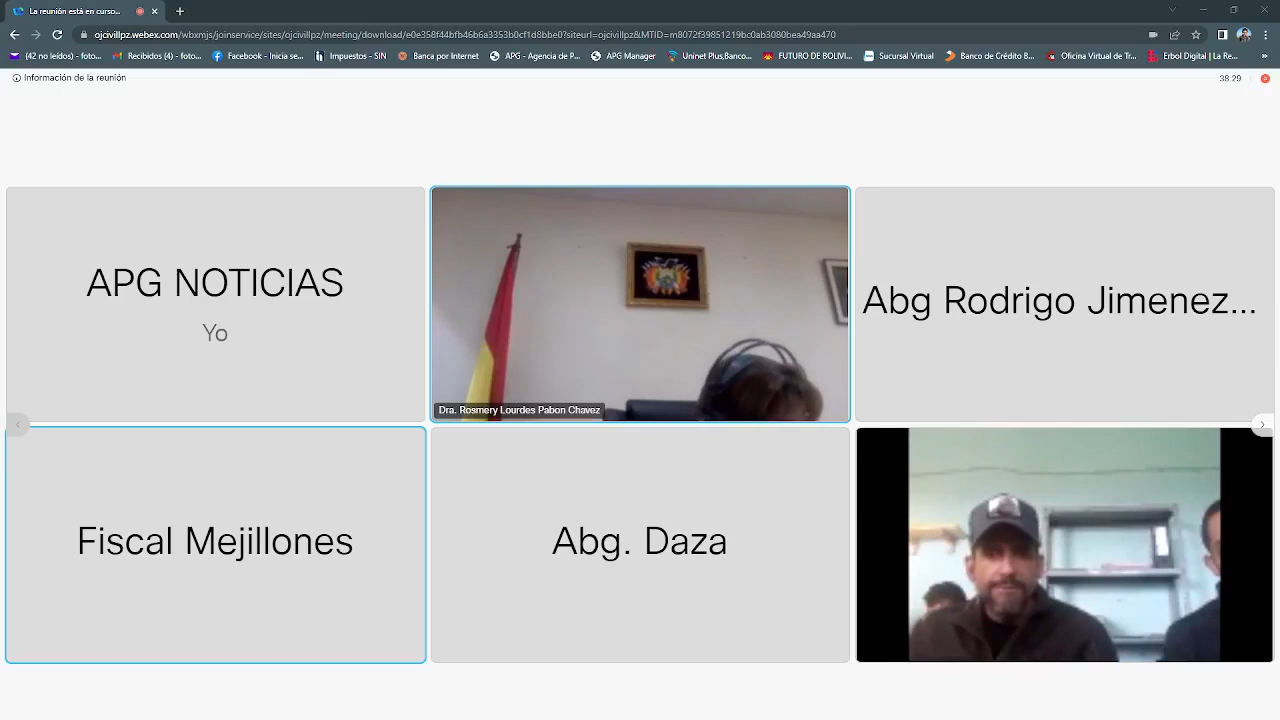 La reunión está en curso...
ojcivillpz.webex.com/wbxmjs/joinservice/sites/ojcivillpz/meeting/download/e0e358f44bfb46b6a3353b0cf1d5bbe0?siteurl=ojcivillpz&MTID=m8072f39851219bc0ab3080bea49aa470
(42 no leídos) - foto... Recibidos (4) - fotoo... Facebook - Inicia se... Impuestos - SIN Banca por Internet APG - Agencia de P... APG Manager Uninet Plus,Banco... FUTURO DE BOLIVI... Sucursal Virtual Banco de Crédito B... Oficina Virtual de Tr... Erbol Digital | La Re... »
Información de la reunión 38:29
APG NOTICIAS
Yo
Dra. Rosmery Lourdes Pabon Chavez
Abg Rodrigo Jimenez...
Fiscal Mejillones
Abg. Daza